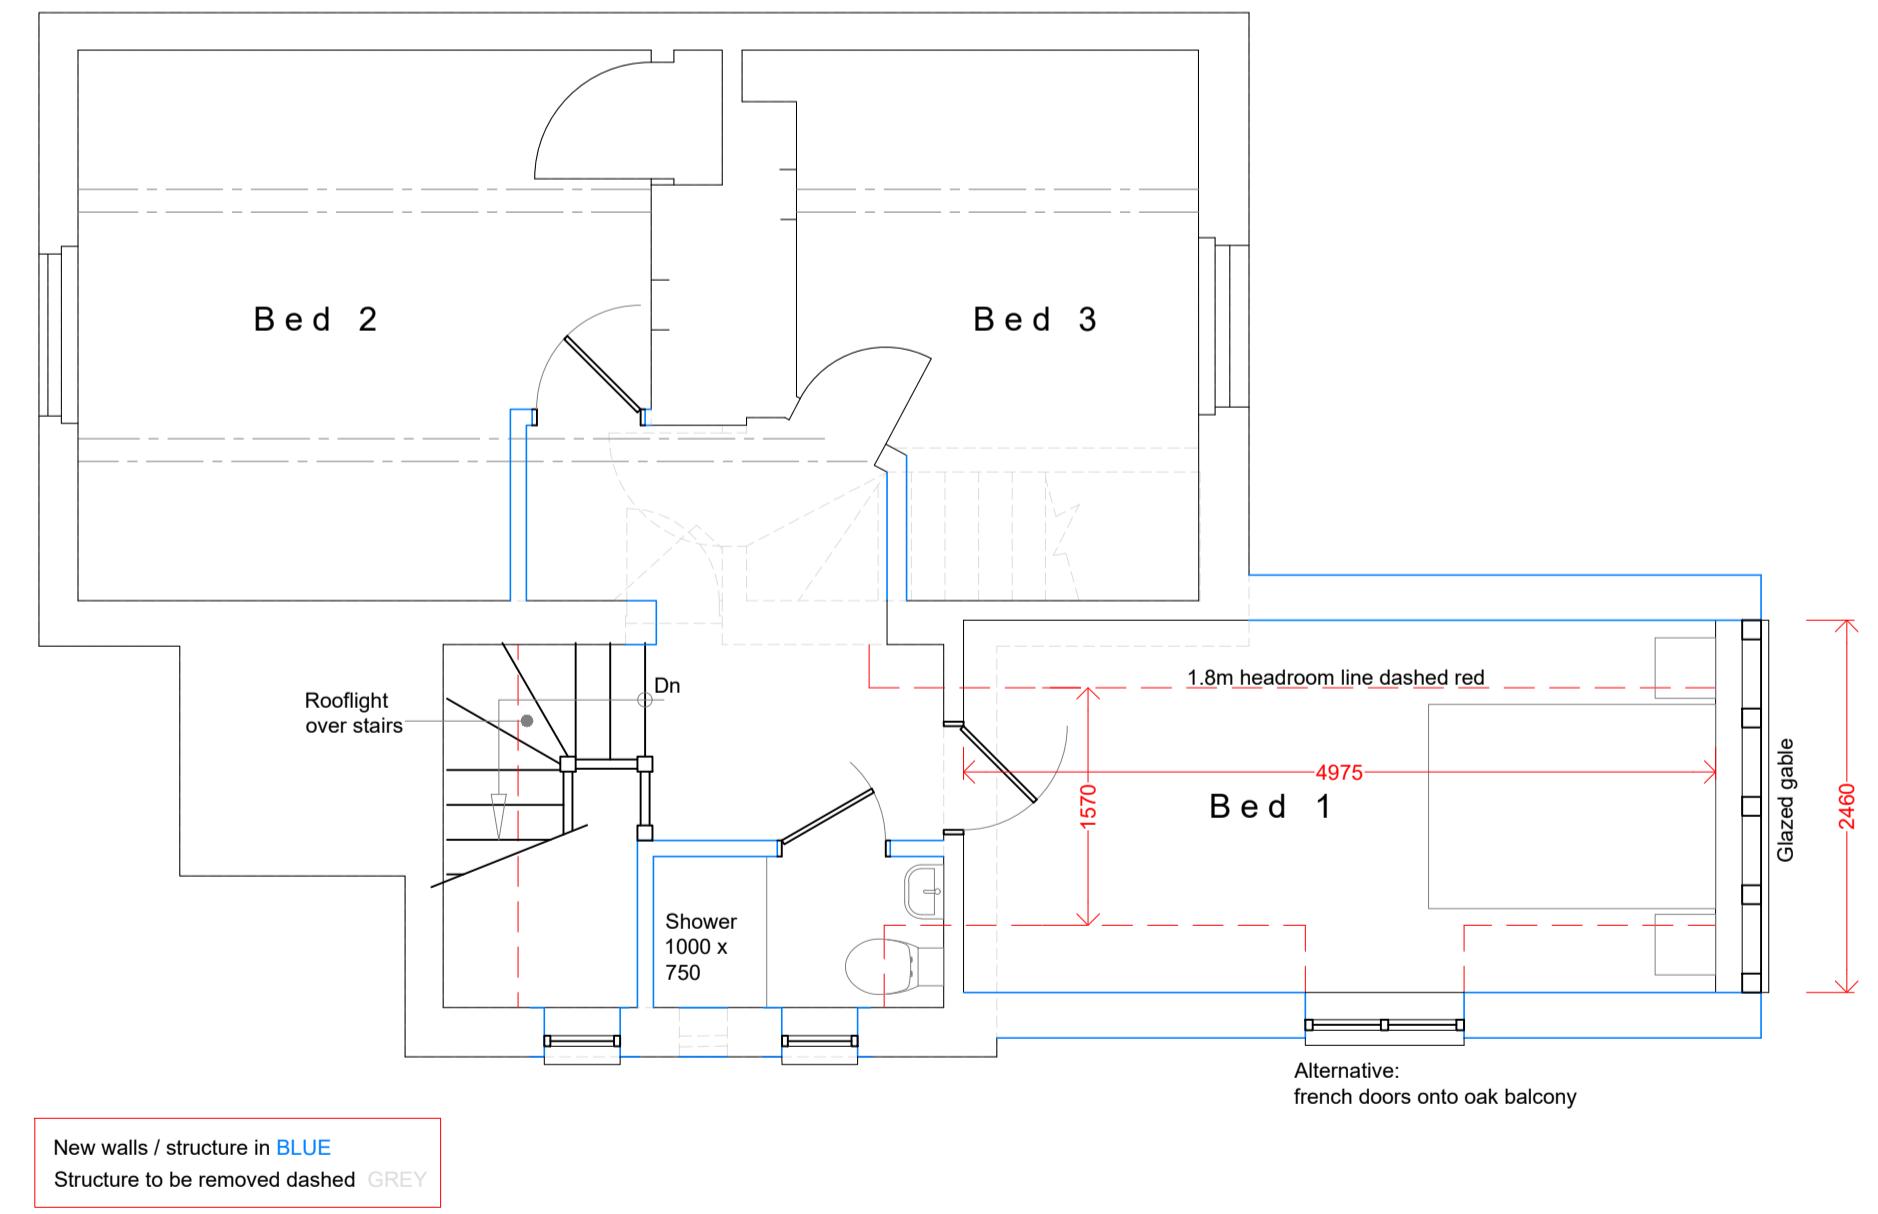 Bed 2
Bed 3
Rooflight
over stairs
Dn
1.8m headroom line dashed red
4975
1570
Bed 1
Glazed gable
2460
Shower
1000 x
750
Alternative:
french doors onto oak balcony
New walls / structure in BLUE
Structure to be removed dashed GREY